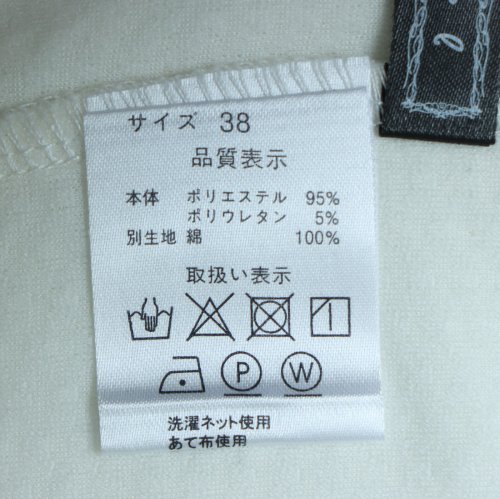 サイズ 38
品質表示
本体 ポリエステル 95%
ポリウレタン 5%
別生地 綿 100%
取扱い表示
P W
洗濯ネット使用
あて布使用